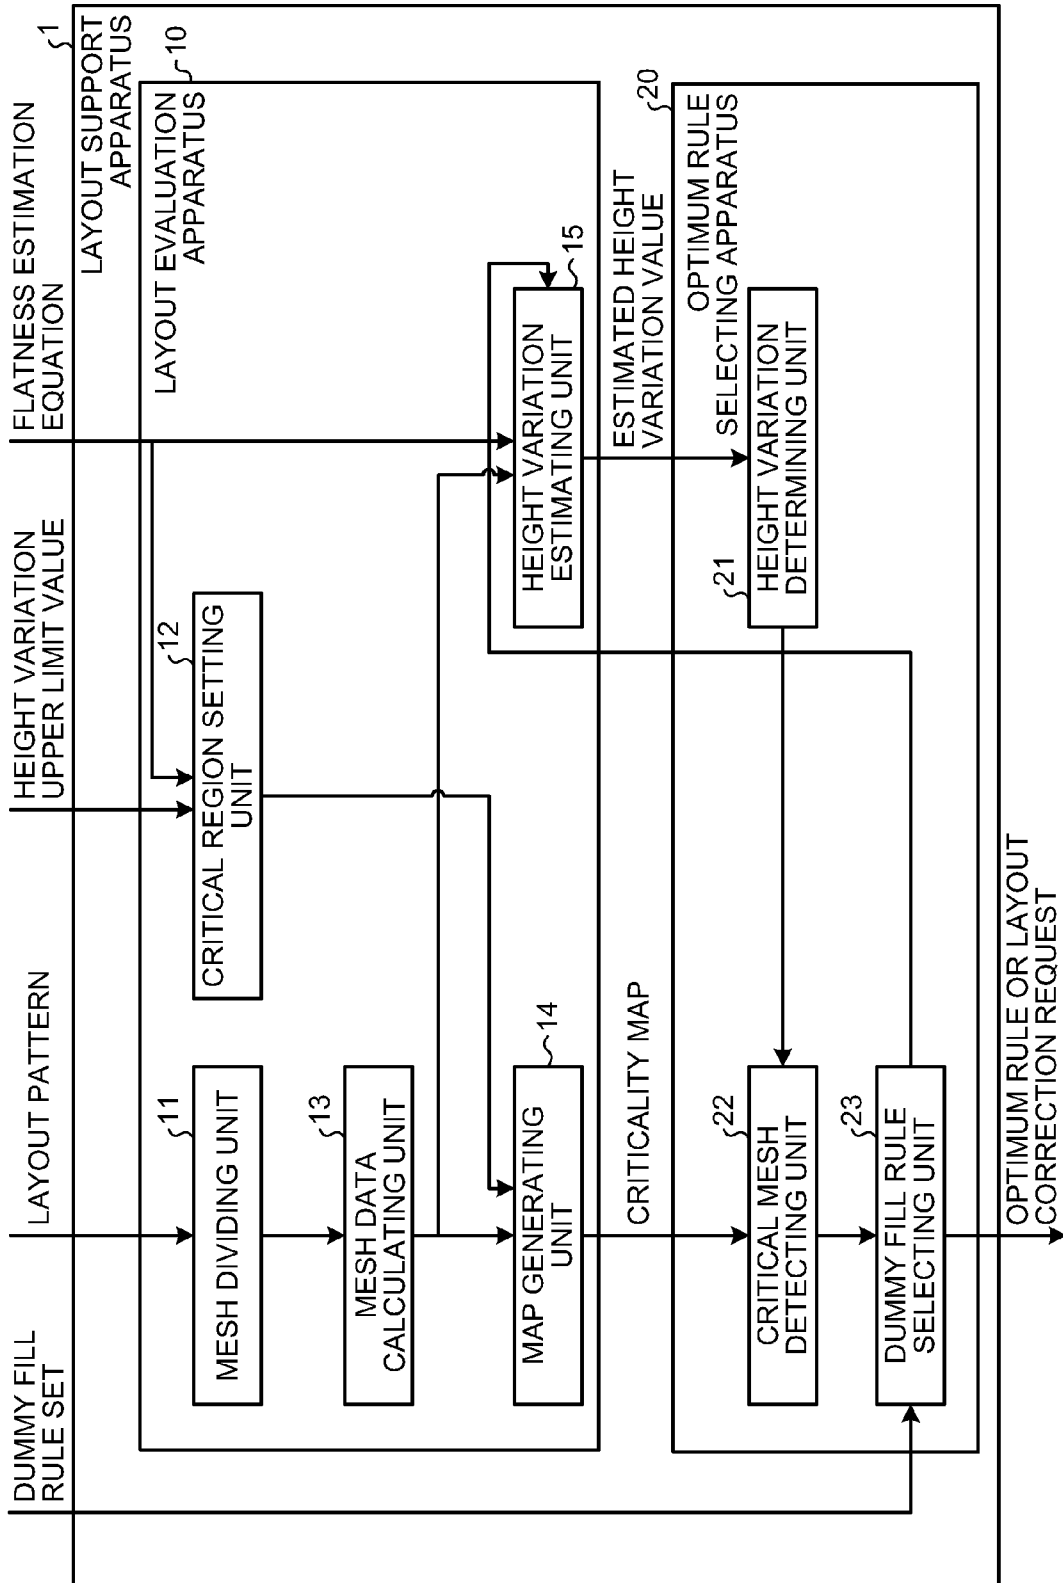 DUMMY FILL
RULE SET
LAYOUT PATTERN
HEIGHT VARIATION
UPPER LIMIT VALUE
FLATNESS ESTIMATION
EQUATION
1
LAYOUT SUPPORT
APPARATUS
10
LAYOUT EVALUATION
APPARATUS
11
MESH DIVIDING UNIT
12
CRITICAL REGION SETTING
UNIT
13
MESH DATA
CALCULATING UNIT
14
MAP GENERATING
UNIT
15
HEIGHT VARIATION
ESTIMATING UNIT
CRITICALITY MAP
ESTIMATED HEIGHT
VARIATION VALUE
20
OPTIMUM RULE
SELECTING APPARATUS
21
HEIGHT VARIATION
DETERMINING UNIT
22
CRITICAL MESH
DETECTING UNIT
23
DUMMY FILL RULE
SELECTING UNIT
OPTIMUM RULE OR LAYOUT
CORRECTION REQUEST